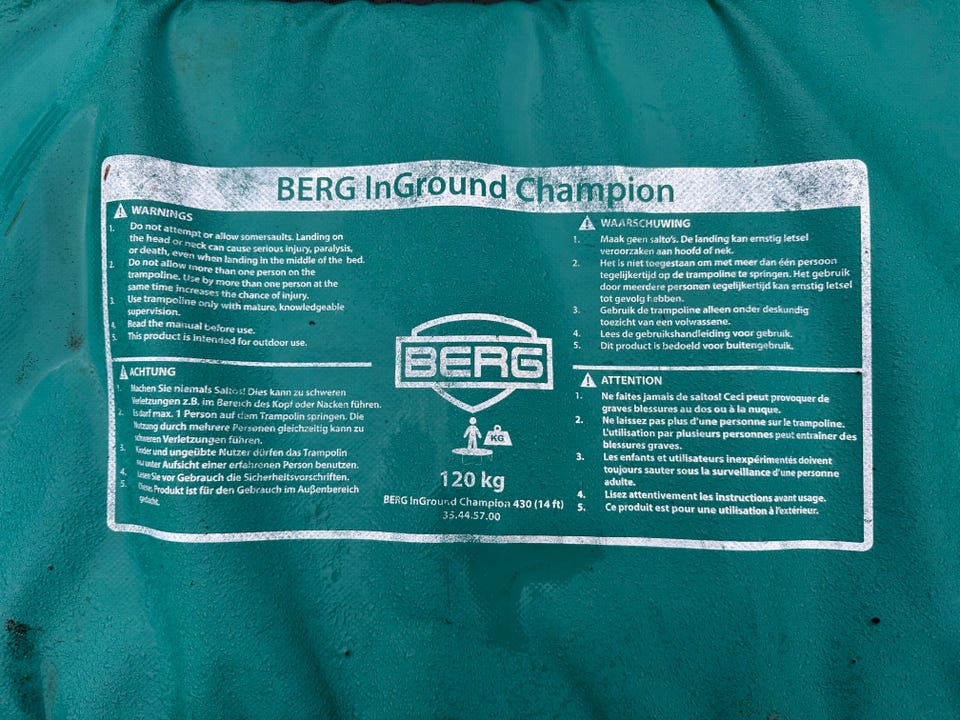 BERG InGround Champion
WARNINGS
1. Do not attempt or allow somersaults. Landing on
the head or neck can cause serious injury, paralysis,
or death, even when landing in the middle of the bed.
2. Do not allow more than one person on the
trampoline. Use by more than one person at the
same time increases the chance of injury.
3. Use trampoline only with mature, knowledgeable
supervision.
4. Read the manual before use.
5. This product is intended for outdoor use.
ACHTUNG
1. Machen Sie niemals Saltos! Dies kann zu schweren
Verletzungen z.B. im Bereich des Kopf oder Nacken führen.
2. Es darf max. 1 Person auf dem Trampolin springen. Die
Nutzung durch mehrere Personen gleichzeitig kann zu
schweren Verletzungen führen.
3. Kinder und ungeübte Nutzer dürfen das Trampolin
nur unter Aufsicht einer erfahrenen Person benutzen.
4. Lesen Sie vor Gebrauch die Sicherheitsvorschriften.
5. Dieses Produkt ist für den Gebrauch im Außenbereich
gedacht.
BERG
KG
120 kg
BERG InGround Champion 430 (14 ft)
35.44.57.00
WAARSCHUWING
1. Maak geen salto's. De landing kan ernstig letsel
veroorzaken aan hoofd of nek.
2. Het is niet toegestaan om met meer dan één persoon
tegelijkertijd op de trampoline te springen. Het gebruik
door meerdere personen tegelijkertijd kan ernstig letsel
tot gevolg hebben.
3. Gebruik de trampoline alleen onder deskundig
toezicht van een volwassene.
4. Lees de gebruikshandleiding voor gebruik.
5. Dit product is bedoeld voor buitengebruik.
ATTENTION
1. Ne faites jamais de saltos! Ceci peut provoquer de
graves blessures au dos ou à la nuque.
2. Ne laissez pas plus d'une personne sur le trampoline.
L'utilisation par plusieurs personnes peut entraîner des
blessures graves.
3. Les enfants et utilisateurs inexpérimentés doivent
toujours sauter sous la surveillance d'une personne
adulte.
4. Lisez attentivement les instructions avant usage.
5. Ce produit est pour une utilisation à l'extérieur.